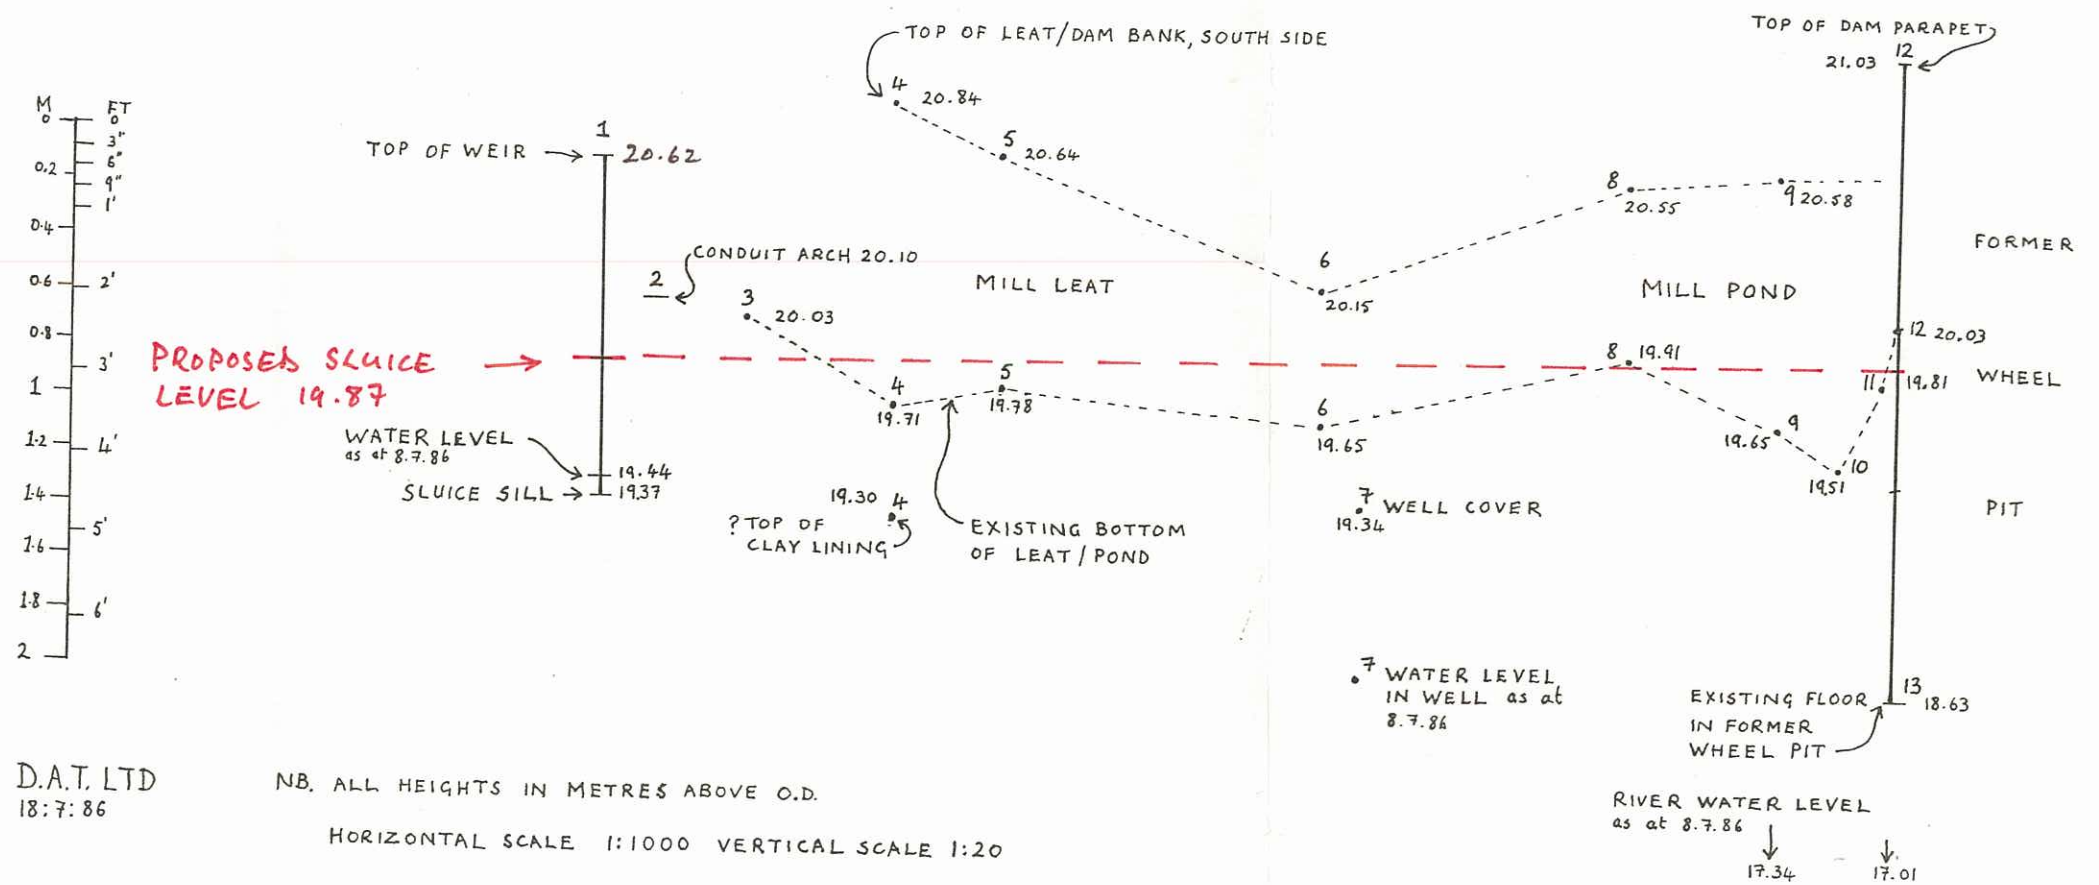 TOP OF LEAT/DAM BANK, SOUTH SIDE
TOP OF DAM PARAPET
12
21.03
4
20.84
M FT
0 0
3"
6"
0.2
9"
1'
0.4
0.6 2'
0.8
3'
1
1.2 4'
1.4
5'
1.6
1.8
6'
2
1
TOP OF WEIR → 20.62
5
20.64
8
20.55
9 20.58
FORMER
CONDUIT ARCH 20.10
2
3
20.03
MILL LEAT
6
20.15
MILL POND
12 20.03
PROPOSED SLUICE →
LEVEL 19.87
4
19.71
5
19.78
6
19.65
8 19.91
11 19.81
WHEEL
9
19.65
10
19.51
WATER LEVEL
as at 8.7.86
19.44
SLUICE SILL → 19.37
19.30 4
? TOP OF
CLAY LINING
EXISTING BOTTOM
OF LEAT / POND
7 WELL COVER
19.34
PIT
7 WATER LEVEL
IN WELL as at
8.7.86
EXISTING FLOOR
IN FORMER
WHEEL PIT
13
18.63
D.A.T. LTD
18:7:86
NB. ALL HEIGHTS IN METRES ABOVE O.D.
HORIZONTAL SCALE 1:1000 VERTICAL SCALE 1:20
RIVER WATER LEVEL
as at 8.7.86
17.34 17.01